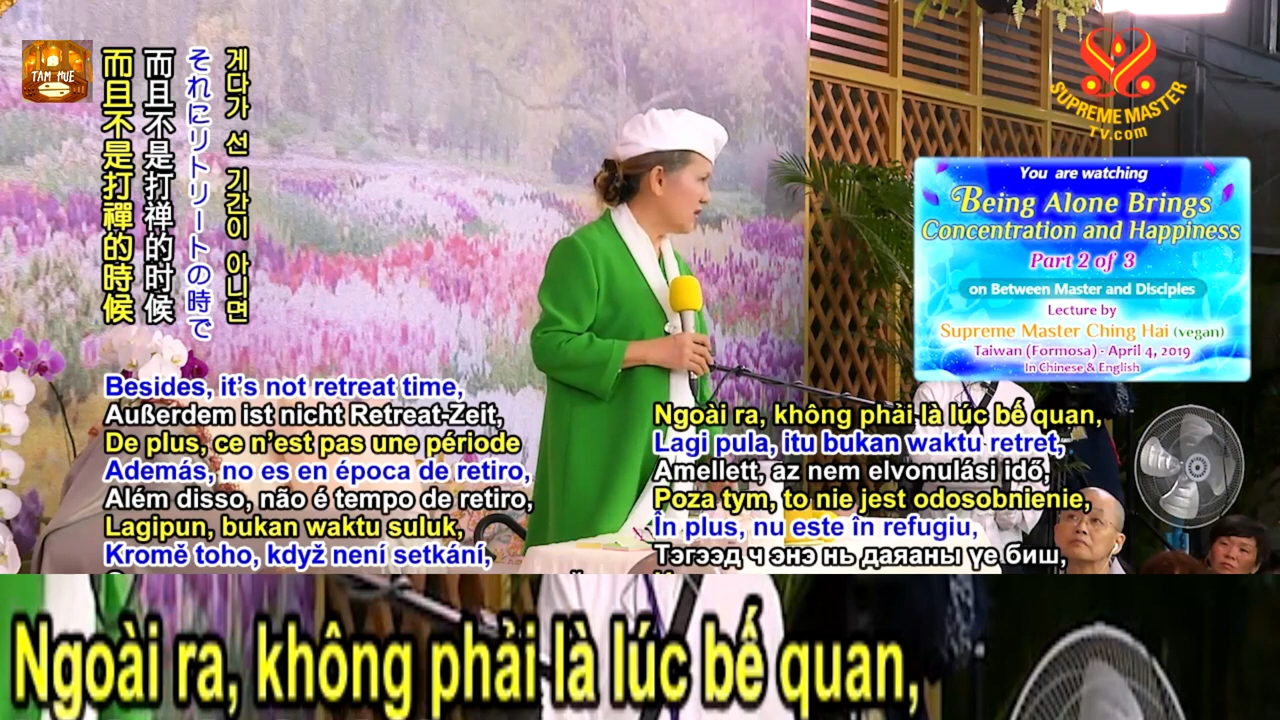 TAM HUE
而且不是打禪的時候
而且不是打禅的时候
それにリトリートの時で
게다가 선 기간이 아니면
SUPREME MASTER
TV.com
You are watching
Being Alone Brings
Concentration and Happiness
Part 2 of 3
on Between Master and Disciples
Lecture by
Supreme Master Ching Hai (vegan)
Taiwan (Formosa) - April 4, 2019
In Chinese & English
Besides, it's not retreat time,
Außerdem ist nicht Retreat-Zeit,
De plus, ce n'est pas une période
Además, no es en época de retiro,
Além disso, não é tempo de retiro,
Lagipun, bukan waktu suluk,
Kromě toho, když není setkání,
Ngoài ra, không phải là lúc bế quan,
Lagi pula, itu bukan waktu retret,
Amellett, az nem elvonulási idő,
Poza tym, to nie jest odosobnienie,
În plus, nu este în refugiu,
Тэгээд ч энэ нь даяаны үе биш,
Ngoài ra, không phải là lúc bế quan,